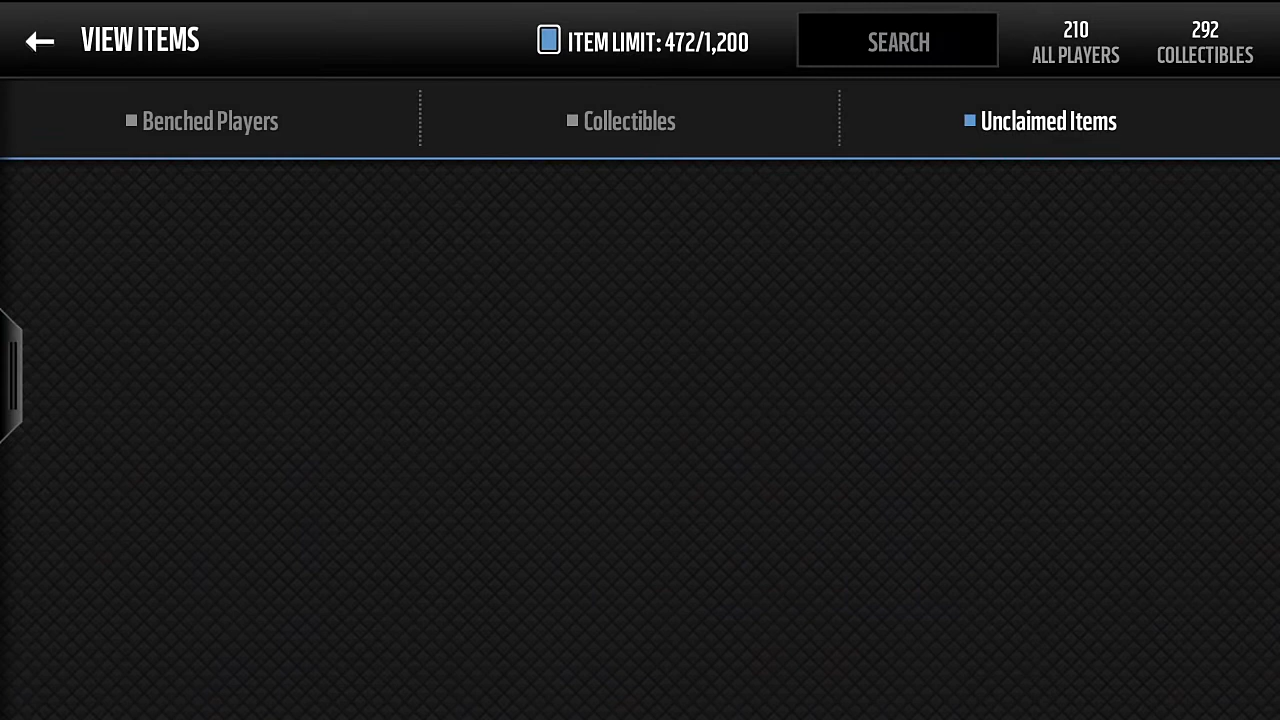 VIEW ITEMS
ITEM LIMIT: 472/1,200
SEARCH
210
ALL PLAYERS
292
COLLECTIBLES
Benched Players
Collectibles
Unclaimed Items